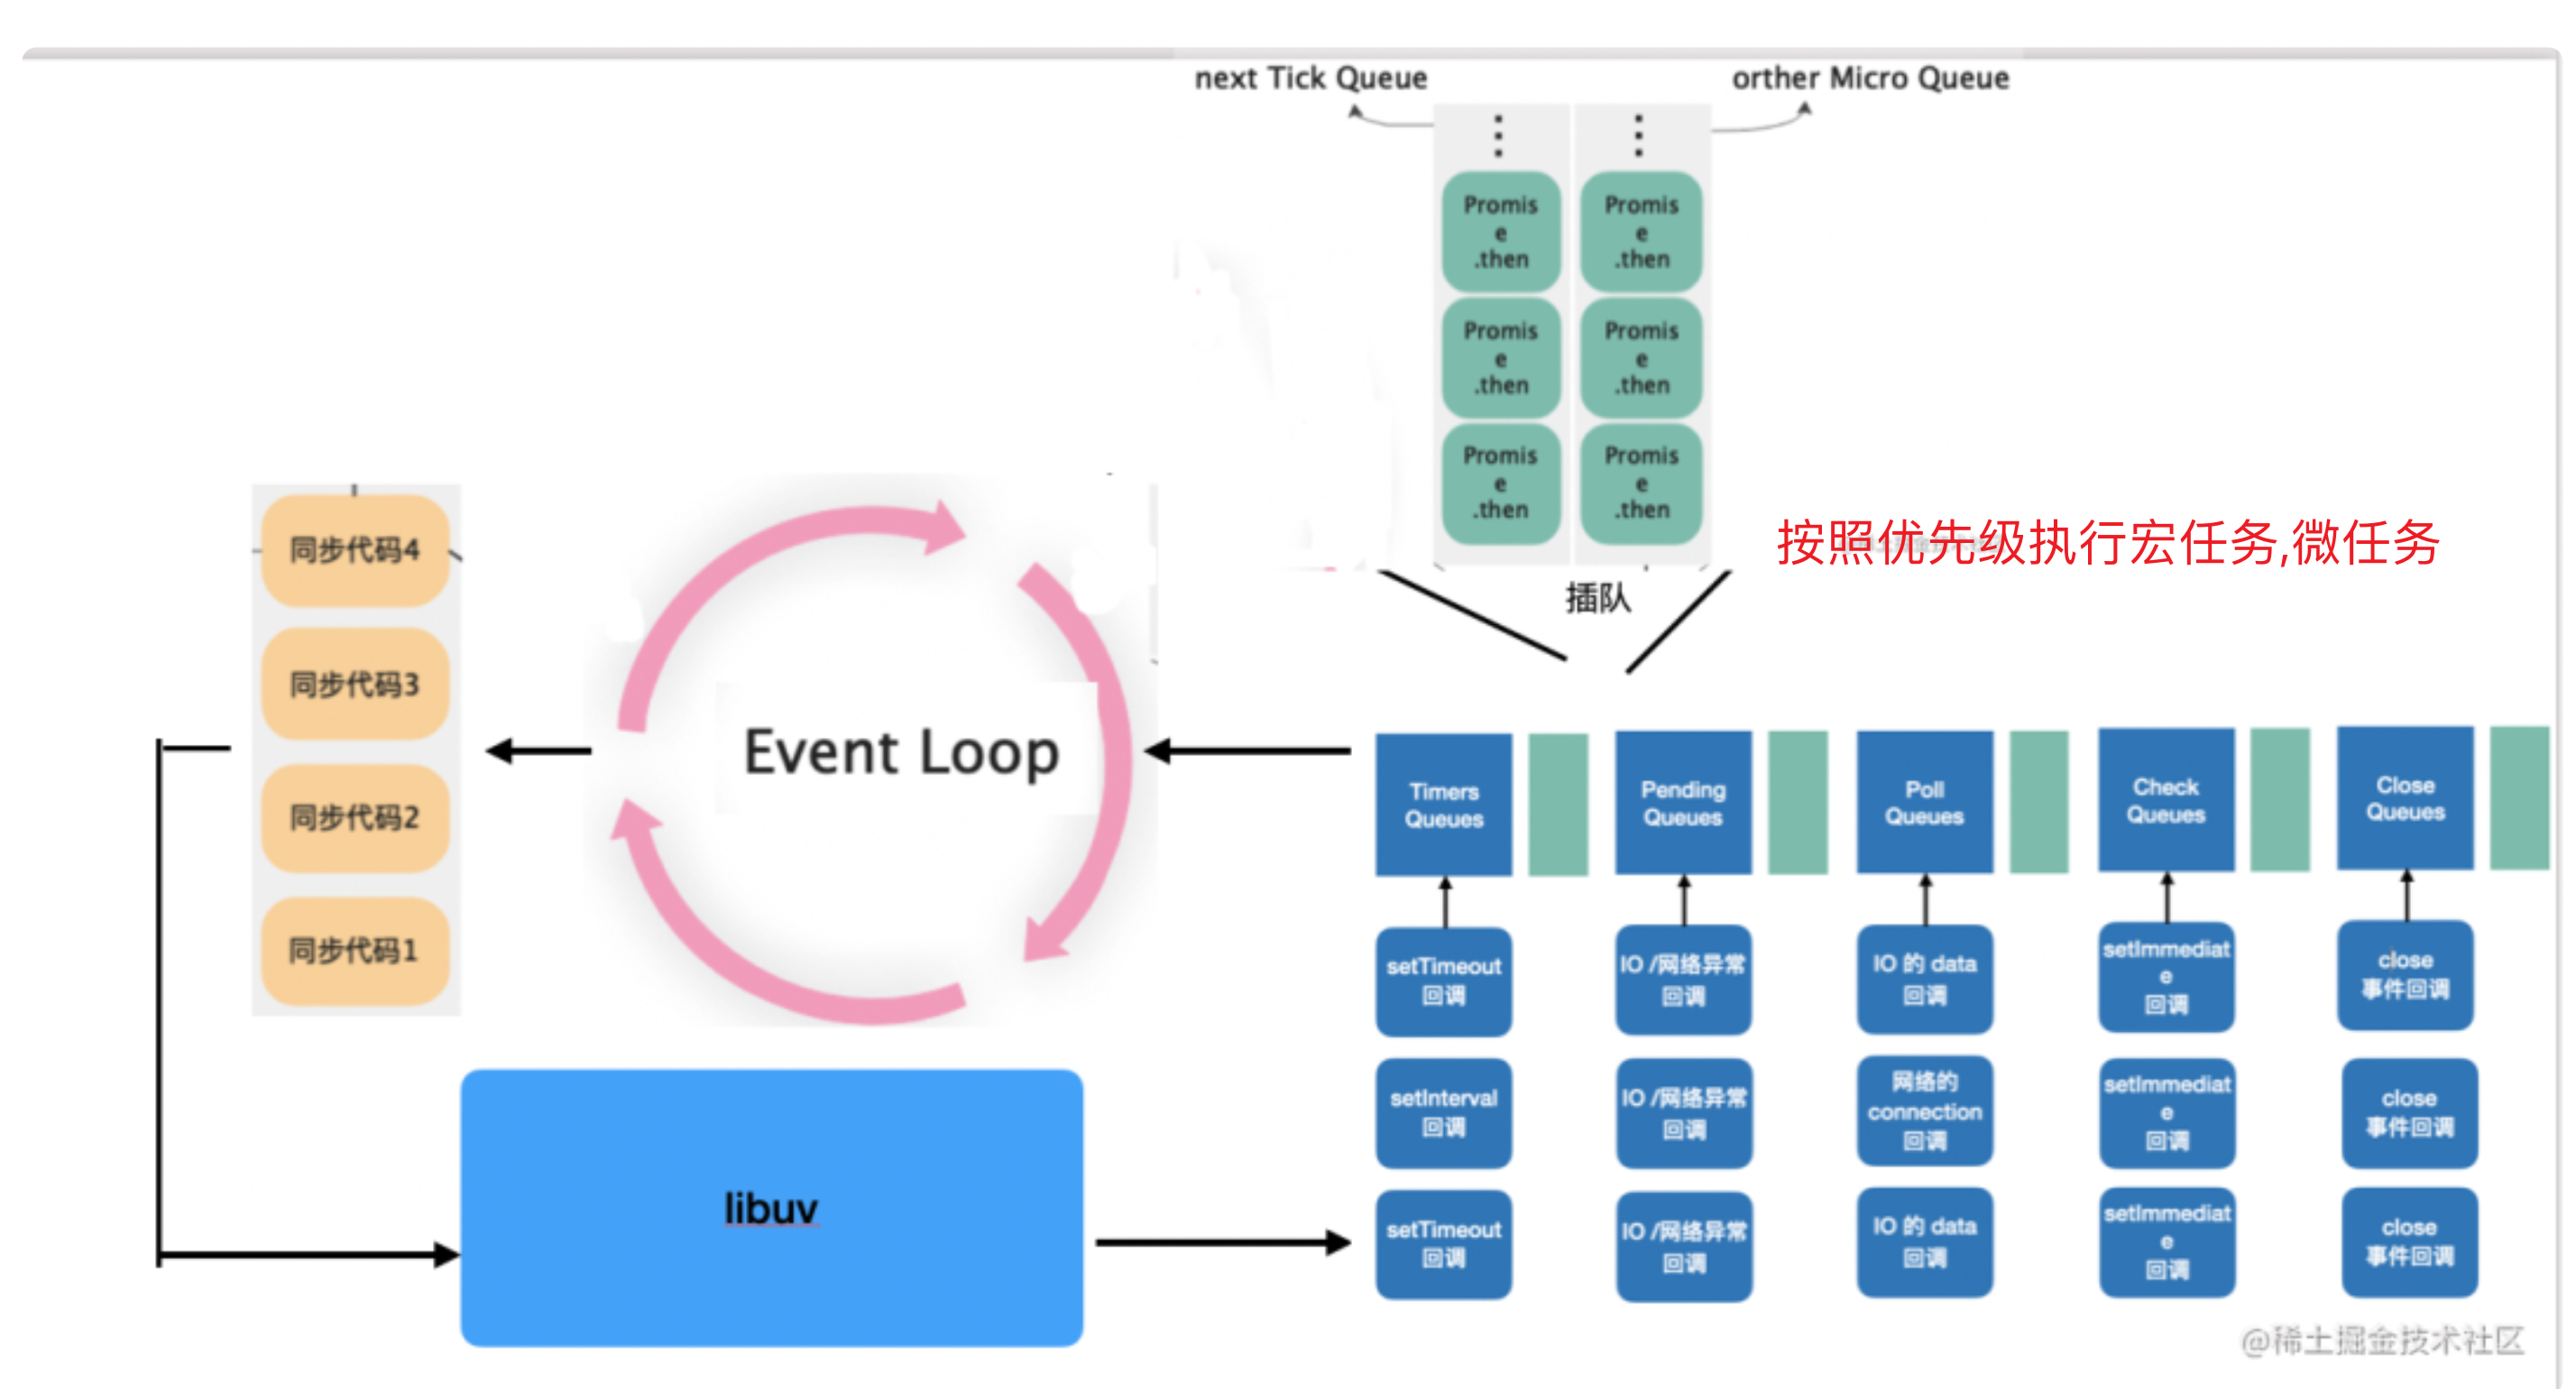 next Tick Queue
orther Micro Queue
Promis
e
.then
Promis
e
.then
Promis
e
.then
Promis
e
.then
Promis
e
.then
Promis
e
.then
按照优先级执行宏任务,微任务
插队
同步代码4
同步代码3
同步代码2
同步代码1
Event Loop
libuv
Timers
Queues
Pending
Queues
Poll
Queues
Check
Queues
Close
Queues
setTimeout
回调
IO /网络异常
回调
IO 的 data
回调
setImmediat
e
回调
close
事件回调
setInterval
回调
IO /网络异常
回调
网络的
connection
回调
setImmediat
e
回调
close
事件回调
setTimeout
回调
IO /网络异常
回调
IO 的 data
回调
setImmediat
e
回调
close
事件回调
@稀土掘金技术社区